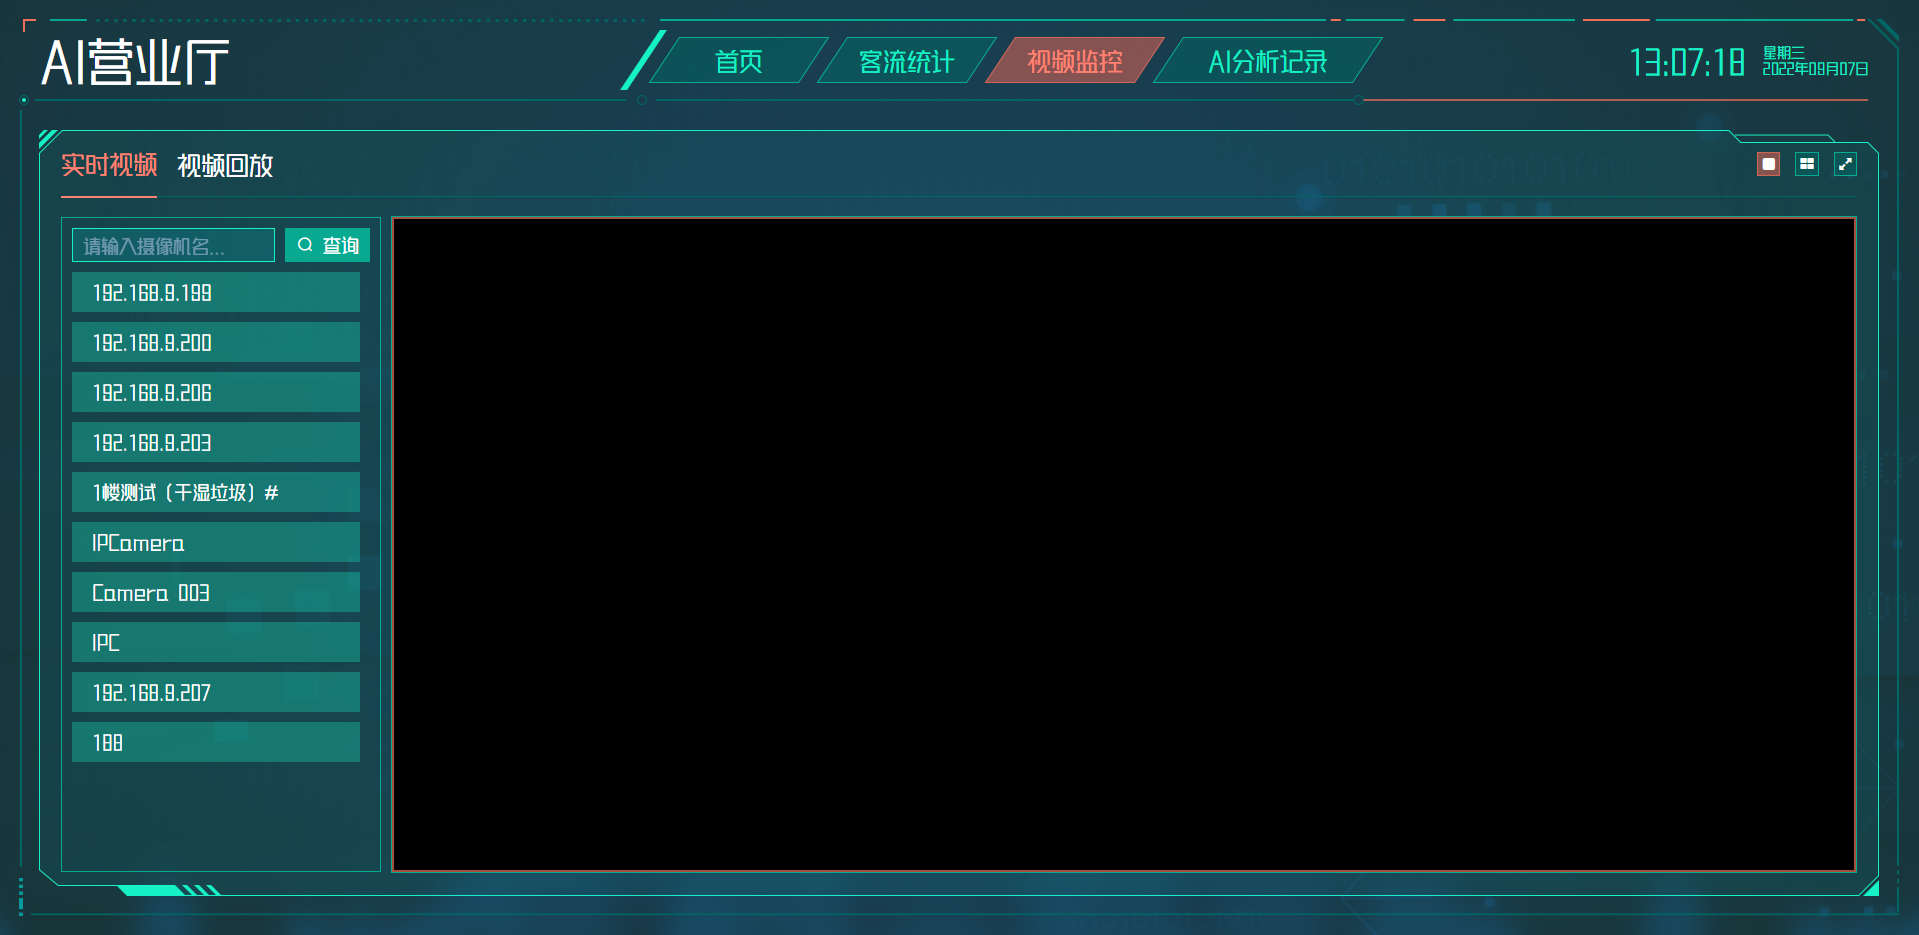 AI营业厅
首页
客流统计
视频监控
AI分析记录
13:07:18
星期三
2022年09月07日
实时视频
视频回放
请输入摄像机名...
查询
192.168.9.199
192.168.9.200
192.168.9.206
192.168.9.203
1楼测试（干湿垃圾）#
IPCamera
Camera 003
IPC
192.168.9.207
188